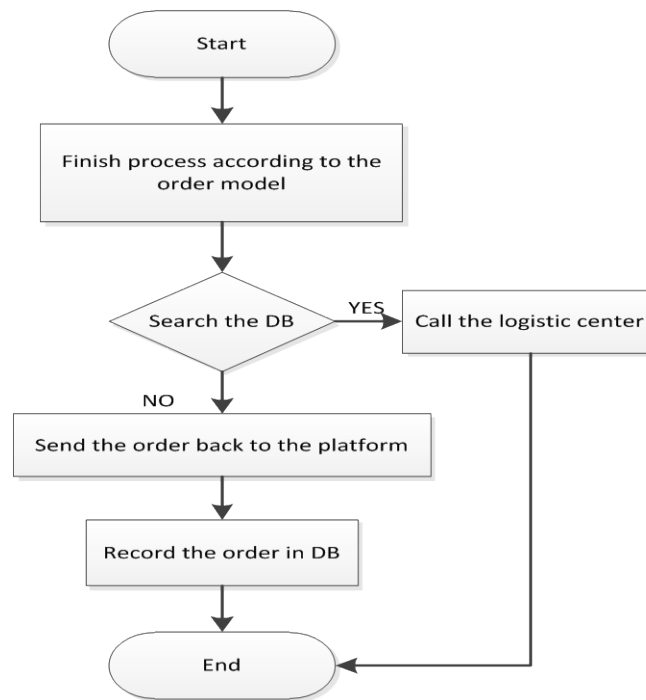 Start
Finish process according to the
order model
Search the DB
YES
Call the logistic center
NO
Send the order back to the platform
Record the order in DB
End